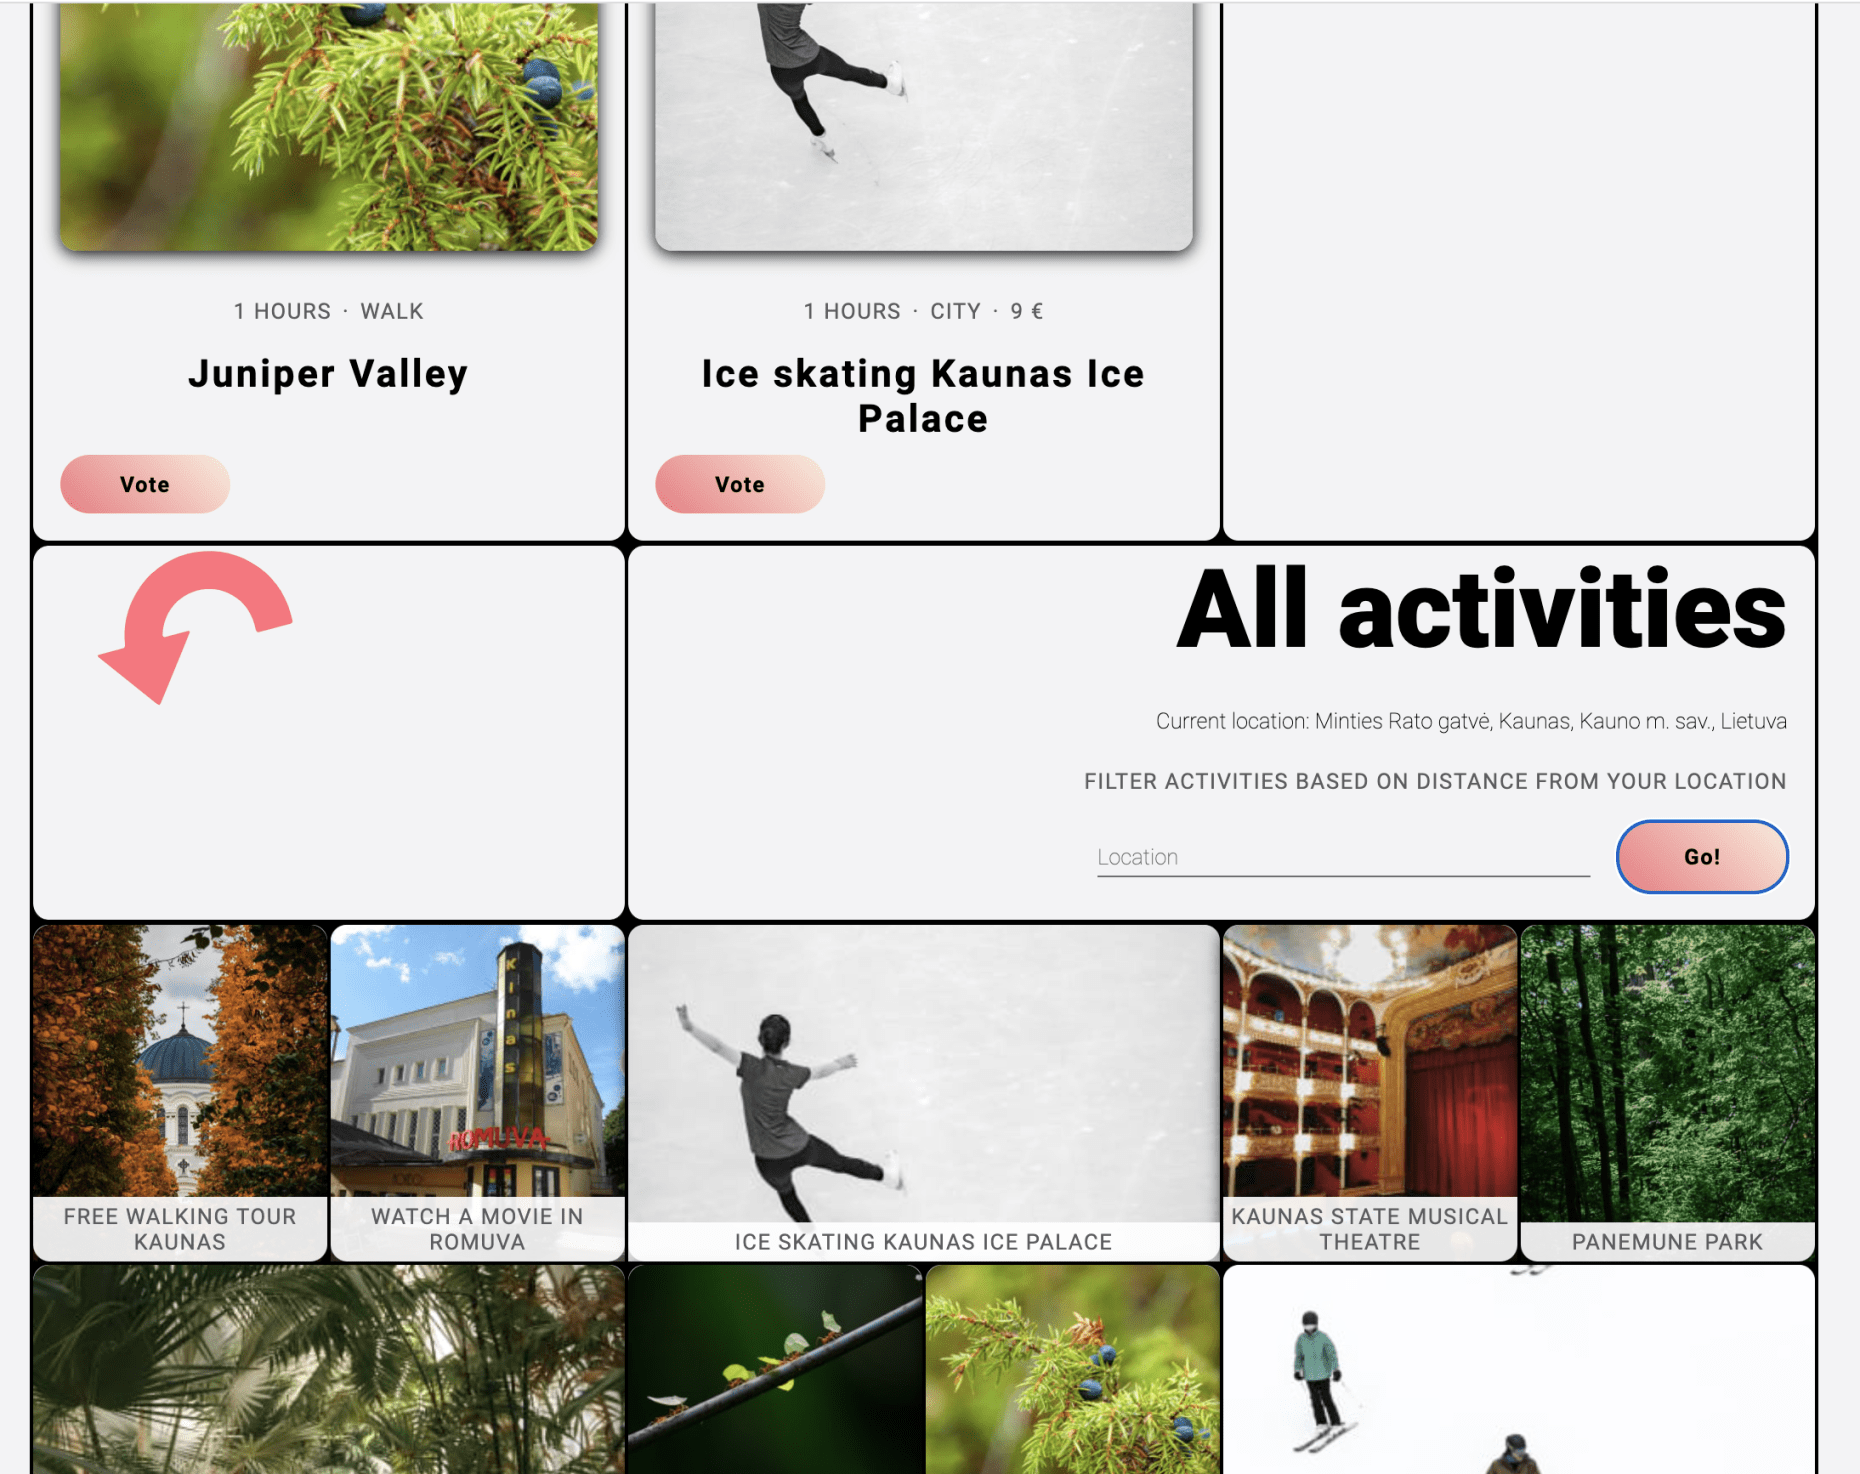 1 HOURS · WALK
Juniper Valley
Vote
1 HOURS · CITY · 9 €
Ice skating Kaunas Ice
Palace
Vote
All activities
Current location: Minties Rato gatvė, Kaunas, Kauno m. sav., Lietuva
FILTER ACTIVITIES BASED ON DISTANCE FROM YOUR LOCATION
Location
Go!
Kinas
ROMUVA
FREE WALKING TOUR
KAUNAS
WATCH A MOVIE IN
ROMUVA
ICE SKATING KAUNAS ICE PALACE
KAUNAS STATE MUSICAL
THEATRE
PANEMUNE PARK